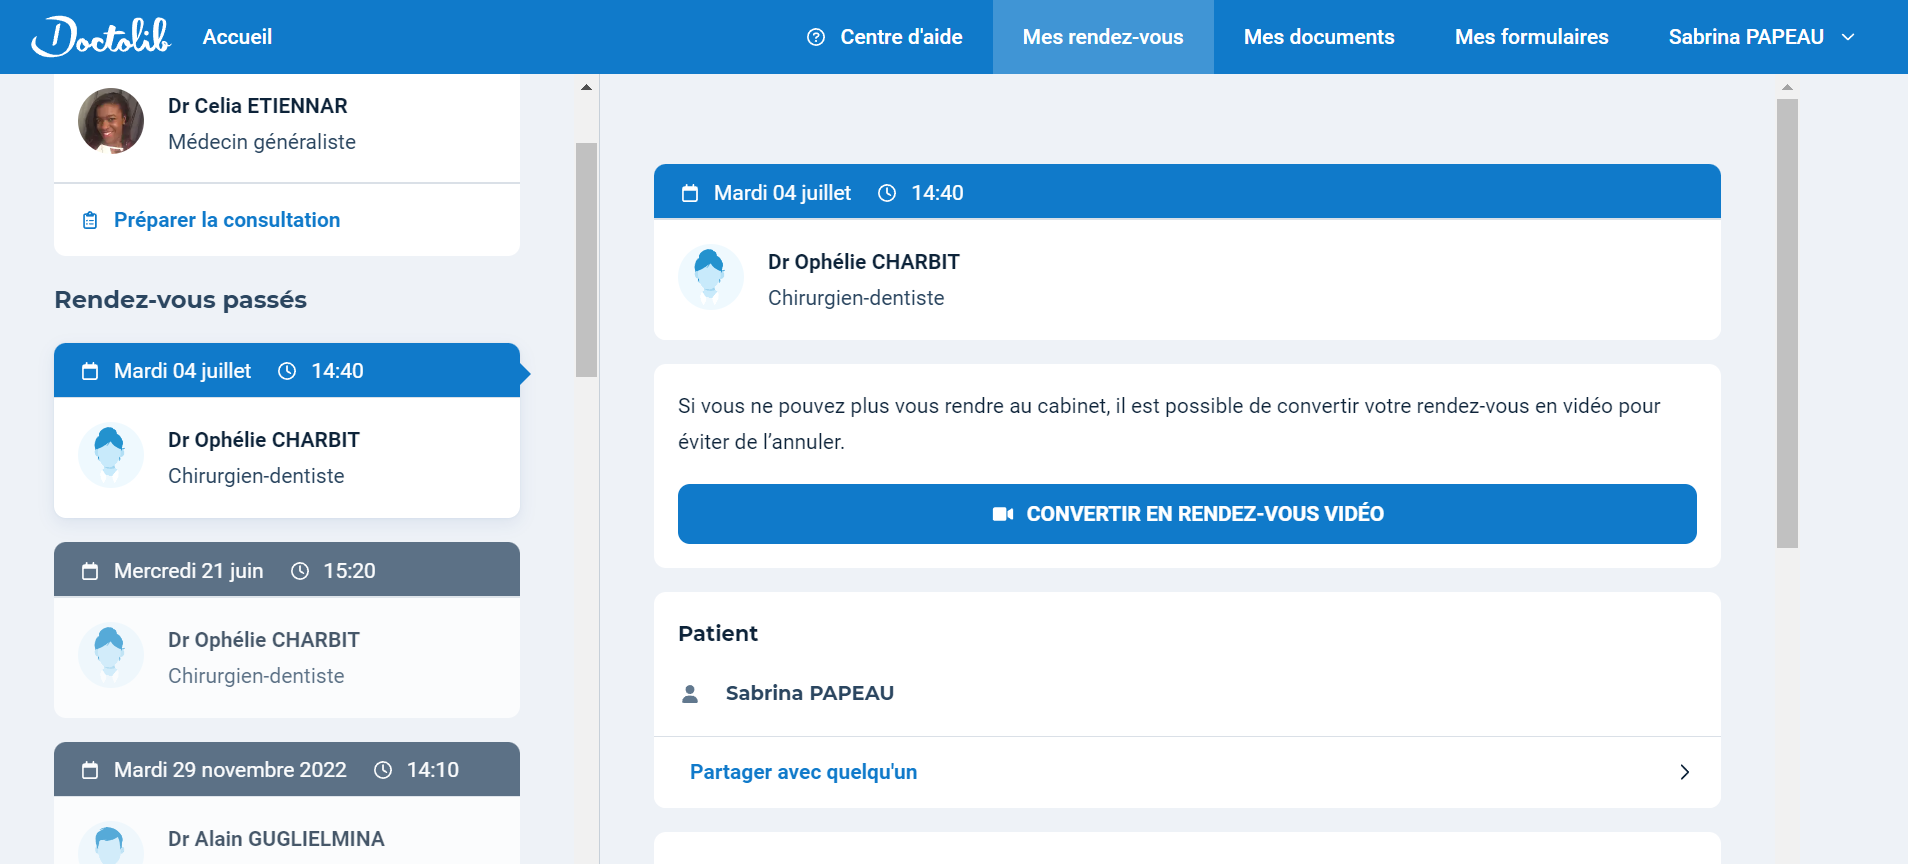 Doctolib
Accueil
Centre d'aide
Mes rendez-vous
Mes documents
Mes formulaires
Sabrina PAPEAU
Dr Celia ETIENNAR
Médecin généraliste
Préparer la consultation
Rendez-vous passés
Mardi 04 juillet 14:40
Dr Ophélie CHARBIT
Chirurgien-dentiste
Mercredi 21 juin 15:20
Dr Ophélie CHARBIT
Chirurgien-dentiste
Mardi 29 novembre 2022 14:10
Dr Alain GUGLIELMINA
Mardi 04 juillet 14:40
Dr Ophélie CHARBIT
Chirurgien-dentiste
Si vous ne pouvez plus vous rendre au cabinet, il est possible de convertir votre rendez-vous en vidéo pour
éviter de l’annuler.
CONVERTIR EN RENDEZ-VOUS VIDÉO
Patient
Sabrina PAPEAU
Partager avec quelqu'un